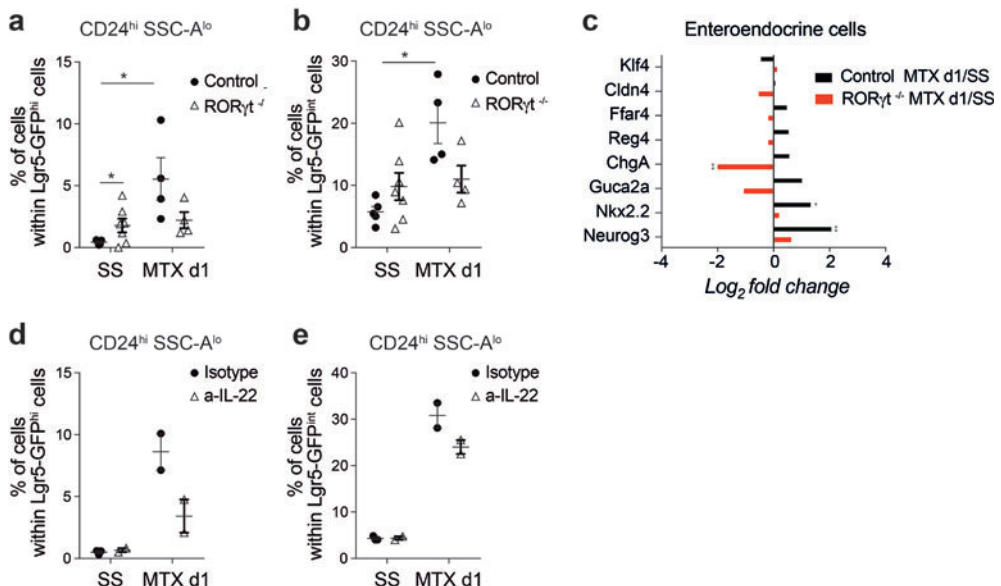 a
CD24hi SSC-Alo
% of cells
within Lgr5-GFPhi
15
10
5
0
SS MTX d1
*
*
Control
RORγt -/-
b
CD24hi SSC-Alo
% of cells
within Lgr5-GFPint
30
20
10
0
SS MTX d1
*
Control
RORγt -/-
c
Enteroendocrine cells
Klf4
Cldn4
Ffar4
Reg4
ChgA
Guca2a
Nkx2.2
Neurog3
-4 -2 0 2 4
Log2 fold change
Control MTX d1/SS
RORγt -/- MTX d1/SS
**
*
**
d
CD24hi SSC-Alo
% of cells
within Lgr5-GFPhi
15
10
5
0
SS MTX d1
Isotype
a-IL-22
e
CD24hi SSC-Alo
% of cells
within Lgr5-GFPint
40
30
20
10
0
SS MTX d1
Isotype
a-IL-22